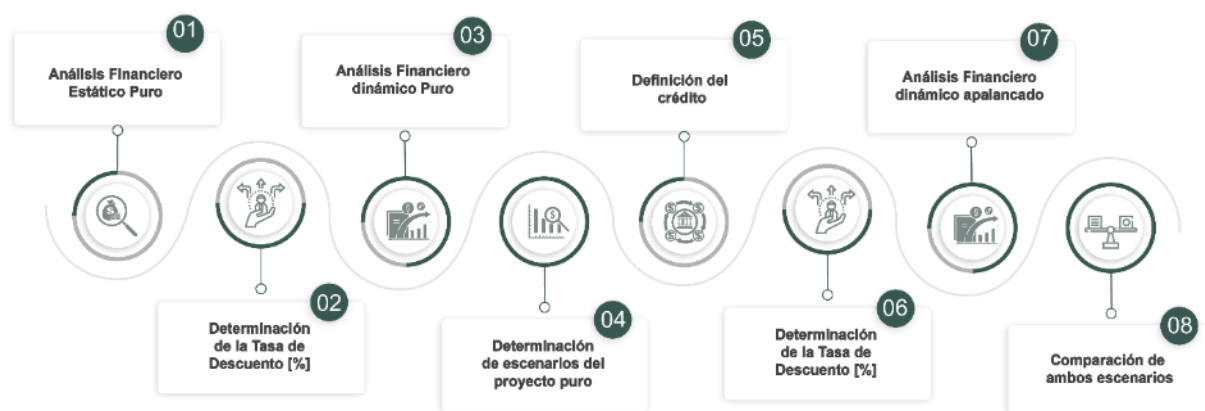 01
Análisis Financiero
Estático Puro
02
Determinación
de la Tasa de
Descuento [%]
03
Análisis Financiero
dinámico Puro
04
Determinación
de escenarios del
proyecto puro
05
Definición del
crédito
06
Determinación
de la Tasa de
Descuento [%]
07
Análisis Financiero
dinámico apalancado
08
Comparación de
ambos escenarios